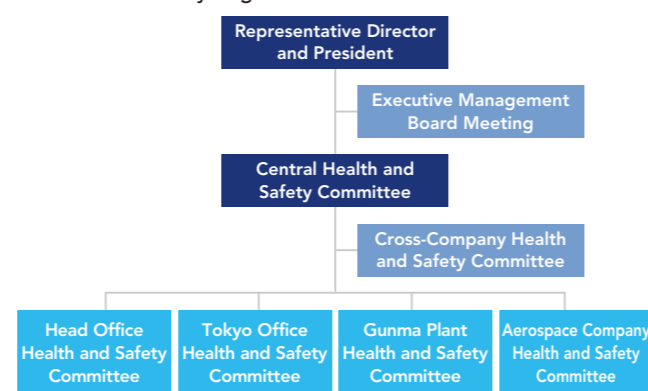 Representative Director
and President
Executive Management
Board Meeting
Central Health and
Safety Committee
Cross-Company Health
and Safety Committee
Head Office
Health and Safety
Committee
Tokyo Office
Health and Safety
Committee
Gunma Plant
Health and Safety
Committee
Aerospace Company
Health and Safety
Committee